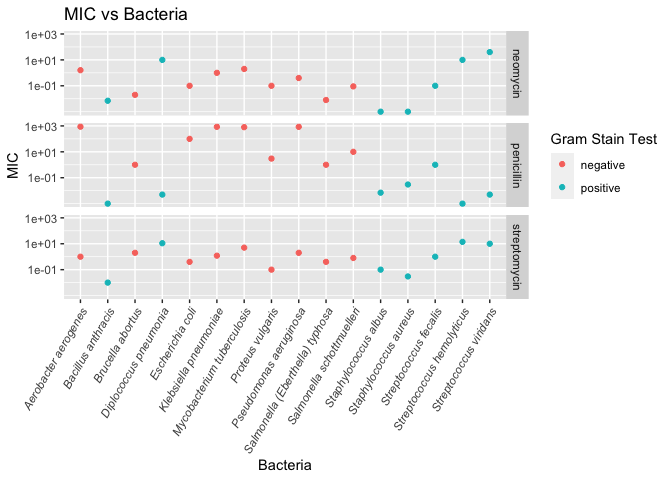 MIC vs Bacteria
1e+03
1e+01
1e-01
neomycin
1e+03
1e+01
1e-01
penicillin
1e+03
1e+01
1e-01
streptomycin
MIC
Aerobacter aerogenes
Bacillus anthracis
Brucella abortus
Diplococcus pneumonia
Escherichia coli
Klebsiella pneumoniae
Mycobacterium tuberculosis
Proteus vulgaris
Pseudomonas aeruginosa
Salmonella (Eberthella) typhosa
Salmonella schottmuelleri
Staphylococcus albus
Staphylococcus aureus
Streptococcus fecalis
Streptococcus hemolyticus
Streptococcus viridans
Bacteria
Gram Stain Test
negative
positive